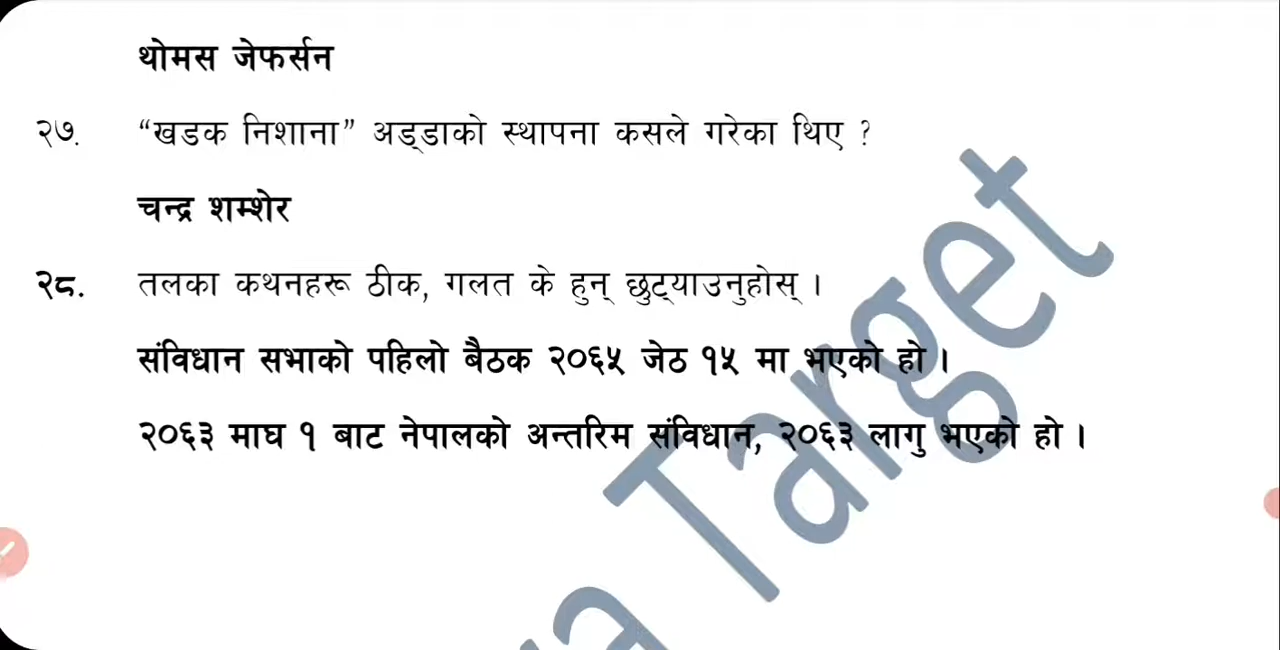 थोमस जेफर्सन
२७. “खडक निशाना” अड्डाको स्थापना कसले गरेका थिए ?
चन्द्र शम्शेर
२८. तलका कथनहरू ठीक, गलत के हुन् छुट्याउनुहोस् ।
संविधान सभाको पहिलो बैठक २०६५ जेठ १५ मा भएको हो ।
२०६३ माघ १ बाट नेपालको अन्तरिम संविधान, २०६३ लागु भएको हो ।
Target